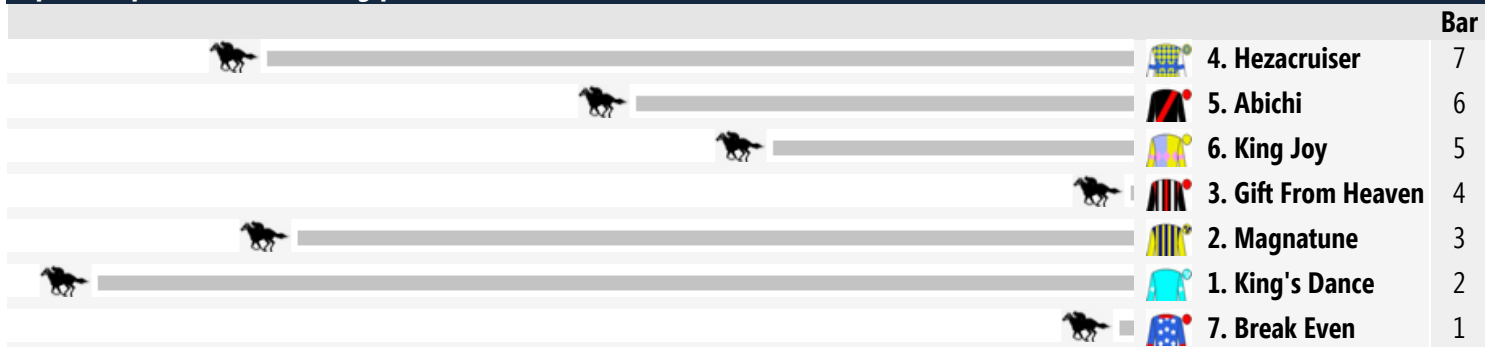 Bar
4. Hezacruiser 7
5. Abichi 6
6. King Joy 5
3. Gift From Heaven 4
2. Magnatune 3
1. King's Dance 2
7. Break Even 1